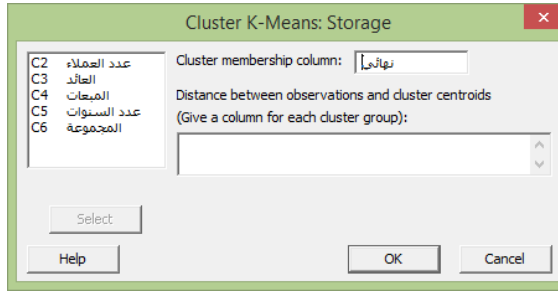 Cluster K-Means: Storage
C2 عدد العملاء
C3 العائد
C4 المبعات
C5 عدد السنوات
C6 المجموعة
Cluster membership column: نهائي
Distance between observations and cluster centroids
(Give a column for each cluster group):
Select
Help
OK
Cancel